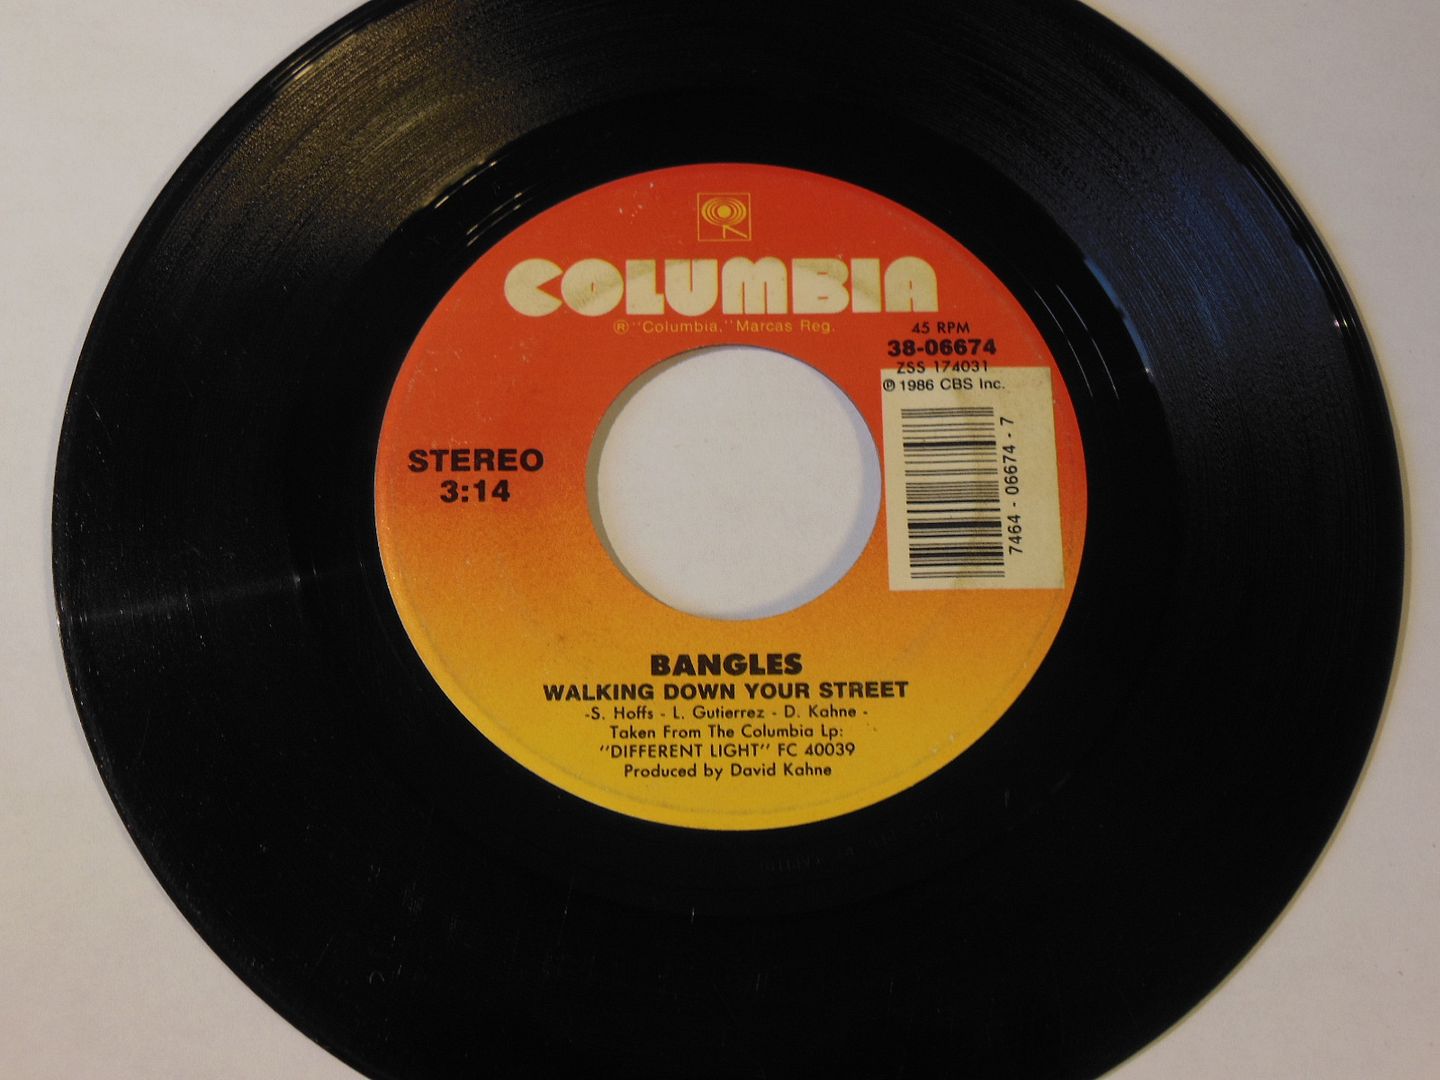 COLUMBIA
® "Columbia," Marcas Reg.
45 RPM
38-06674
ZSS 174031
℗ 1986 CBS Inc.
7464 - 06674 - 7
STEREO
3:14
BANGLES
WALKING DOWN YOUR STREET
-S. Hoffs - L. Gutierrez - D. Kahne -
Taken From The Columbia Lp:
"DIFFERENT LIGHT" FC 40039
Produced by David Kahne